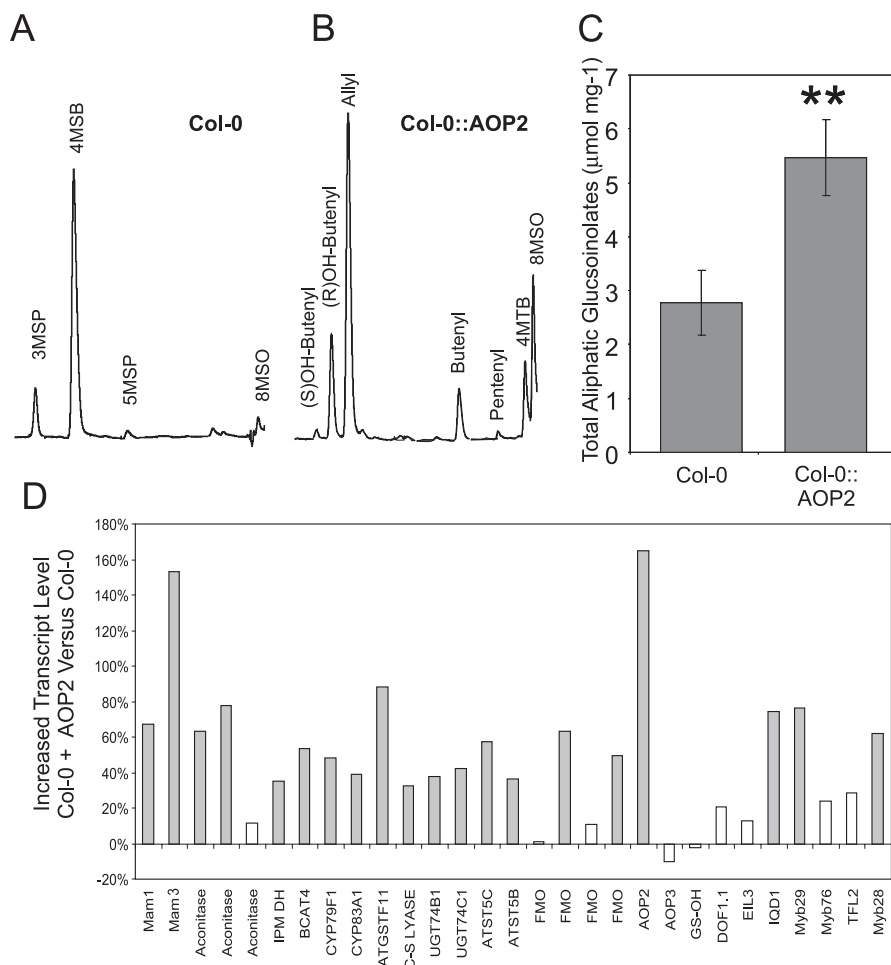 A
B
C
Col-0
Col-0::AOP2
3MSP
4MSB
5MSP
8MSO
(S)OH-Butenyl
(R)OH-Butenyl
Allyl
Butenyl
Pentenyl
4MTB
8MSO
Total Aliphatic Glucsoinolates (µmol mg-1)
7
6
5
4
3
2
1
0
**
Col-0
Col-0::
AOP2
D
Increased Transcript Level
Col-0 + AOP2 Versus Col-0
180%
160%
140%
120%
100%
80%
60%
40%
20%
0%
-20%
Mam1
Mam 3
Aconitase
Aconitase
Aconitase
IPM DH
BCAT4
CYP79F1
CYP83A1
ATGSTF11
C-S LYASE
UGT74B1
UGT74C1
ATST5C
ATST5B
FMO
FMO
FMO
FMO
AOP2
AOP3
GS-OH
DOF1.1
EIL3
IQD1
Myb29
Myb76
TFL2
Myb28